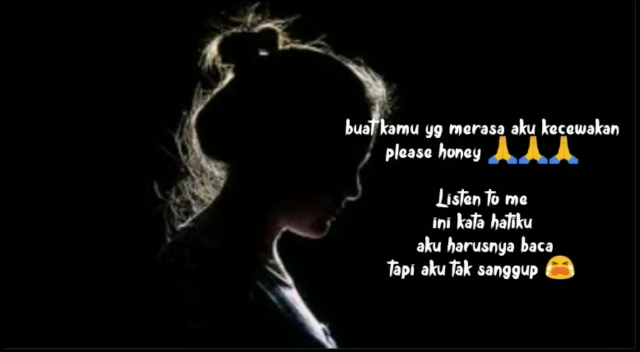 buat kamu yg merasa aku kecewakan
please honey 🙏🙏🙏
Listen to me
ini kata hatiku
aku harusnya baca
tapi aku tak sanggup 😫